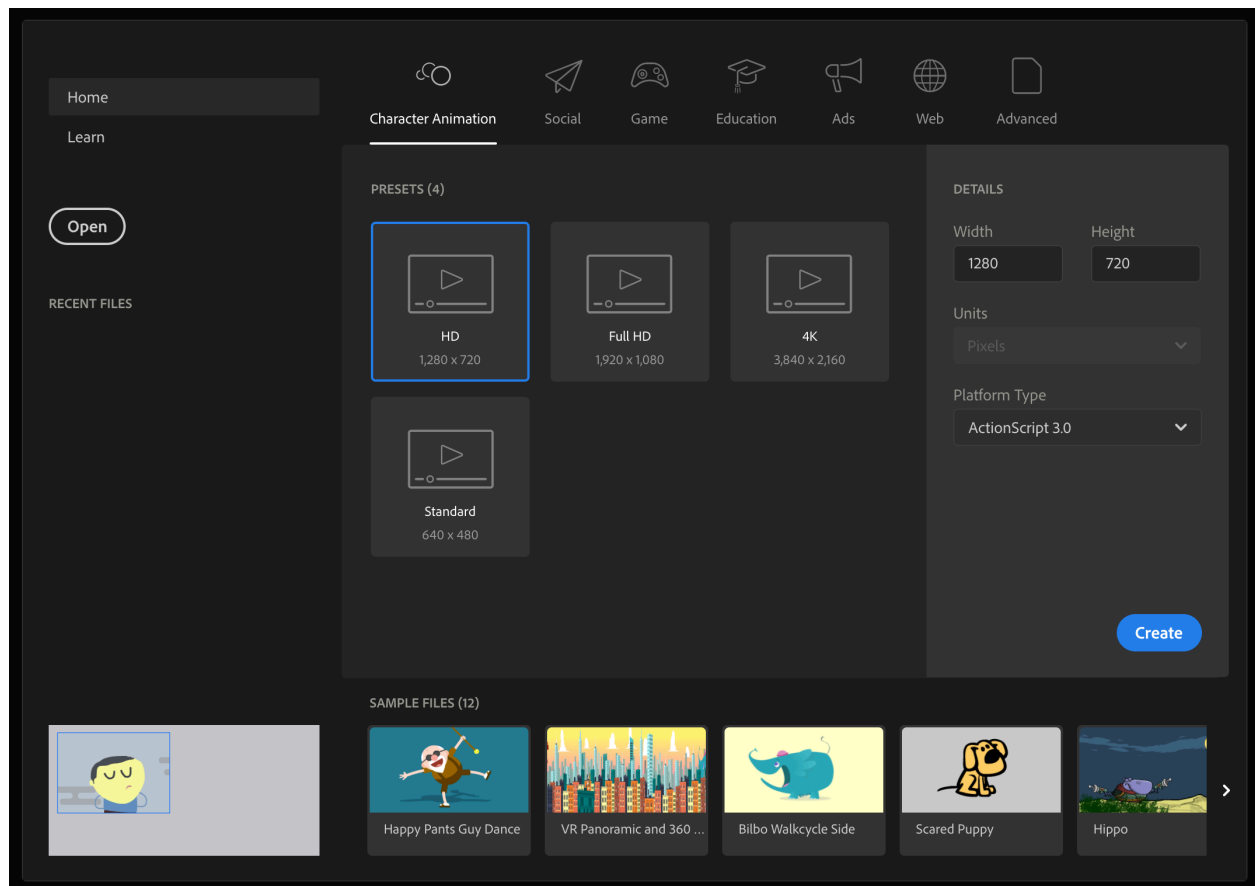 Home
Learn
Open
RECENT FILES
Character Animation
Social
Game
Education
Ads
Web
Advanced
PRESETS (4)
HD
1,280 x 720
Full HD
1,920 x 1,080
4K
3,840 x 2,160
Standard
640 x 480
DETAILS
Width
Height
1280
720
Units
Pixels
Platform Type
ActionScript 3.0
Create
SAMPLE FILES (12)
Happy Pants Guy Dance
VR Panoramic and 360 ...
Bilbo Walkcycle Side
Scared Puppy
Hippo